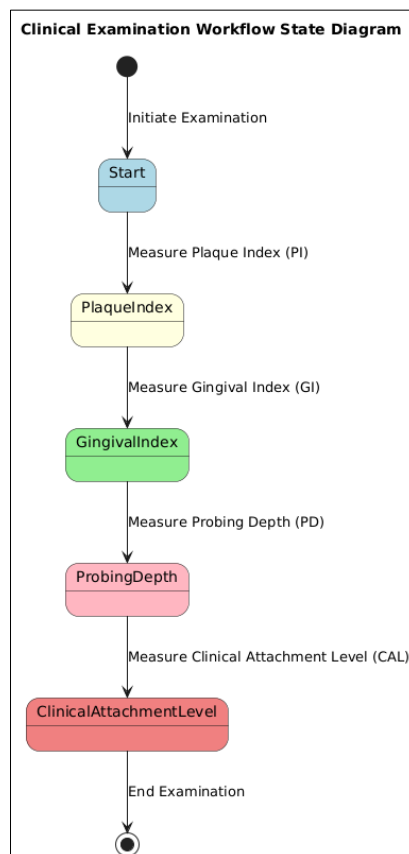 Clinical Examination Workflow State Diagram
Initiate Examination
Start
Measure Plaque Index (PI)
PlaqueIndex
Measure Gingival Index (GI)
GingivalIndex
Measure Probing Depth (PD)
ProbingDepth
Measure Clinical Attachment Level (CAL)
ClinicalAttachmentLevel
End Examination